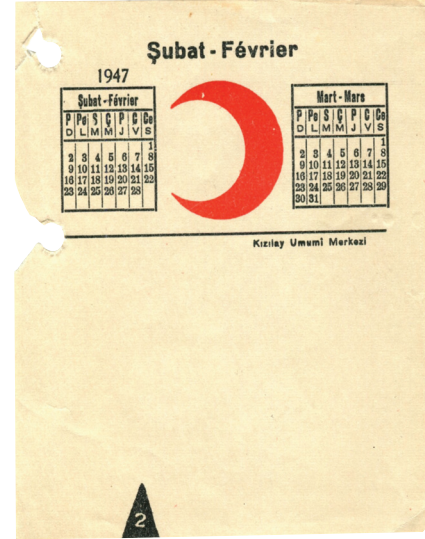 Şubat - Février
1947
Şubat - Février
P Pe S Ç P C Ce
D L M M J V S
1
2 3 4 5 6 7 8
9 10 11 12 13 14 15
16 17 18 19 20 21 22
23 24 25 26 27 28
Mart - Mars
P Pe S Ç P C Ce
D L M M J V S
1
2 3 4 5 6 7 8
9 10 11 12 13 14 15
16 17 18 19 20 21 22
23 24 25 26 27 28 29
30 31
Kızılay Umumî Merkezi
2